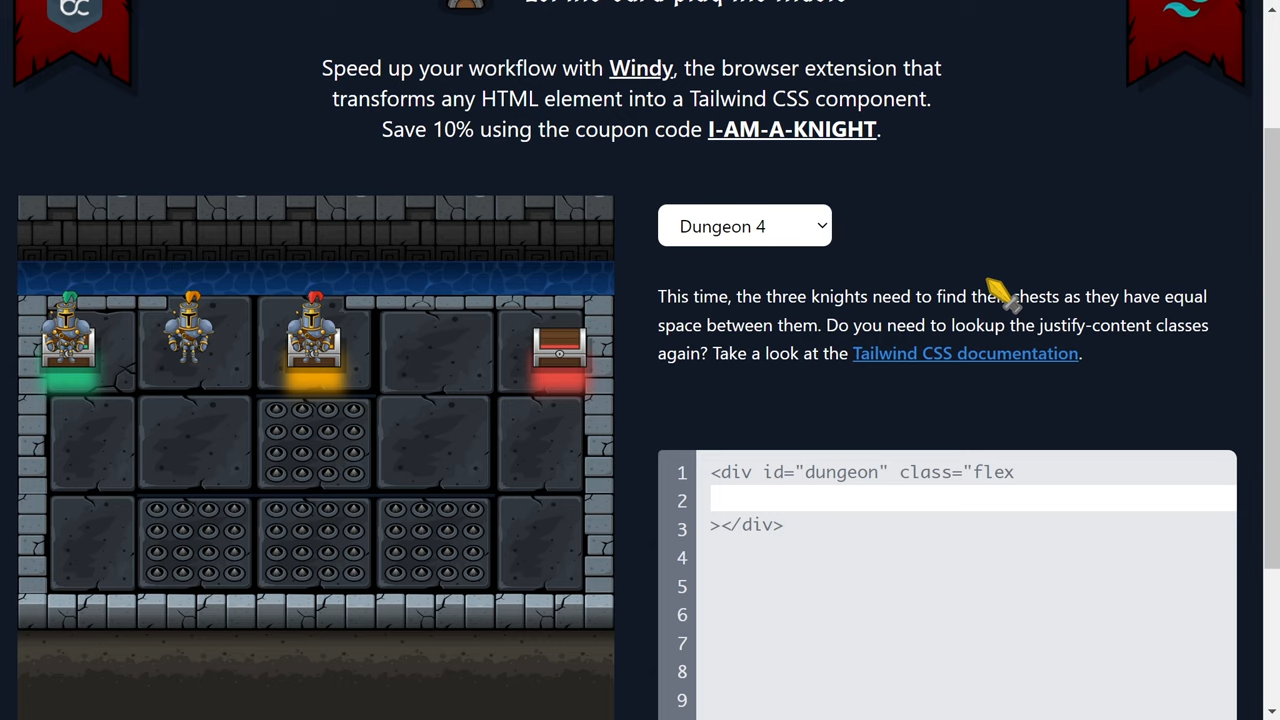 Speed up your workflow with Windy, the browser extension that
transforms any HTML element into a Tailwind CSS component.
Save 10% using the coupon code I-AM-A-KNIGHT.
Dungeon 4
This time, the three knights need to find their chests as they have equal
space between them. Do you need to lookup the justify-content classes
again? Take a look at the Tailwind CSS documentation.
1 <div id="dungeon" class="flex
2
3 ></div>
4
5
6
7
8
9